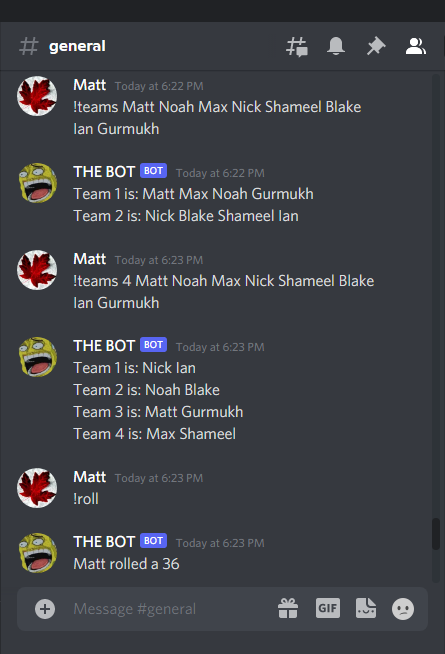 general
Matt Today at 6:22 PM
!teams Matt Noah Max Nick Shameel Blake
Ian Gurmukh
THE BOT BOT Today at 6:22 PM
Team 1 is: Matt Max Noah Gurmukh
Team 2 is: Nick Blake Shameel Ian
Matt Today at 6:23 PM
!teams 4 Matt Noah Max Nick Shameel Blake
Ian Gurmukh
THE BOT BOT Today at 6:23 PM
Team 1 is: Nick Ian
Team 2 is: Noah Blake
Team 3 is: Matt Gurmukh
Team 4 is: Max Shameel
Matt Today at 6:23 PM
!roll
THE BOT BOT Today at 6:23 PM
Matt rolled a 36
Message #general GIF